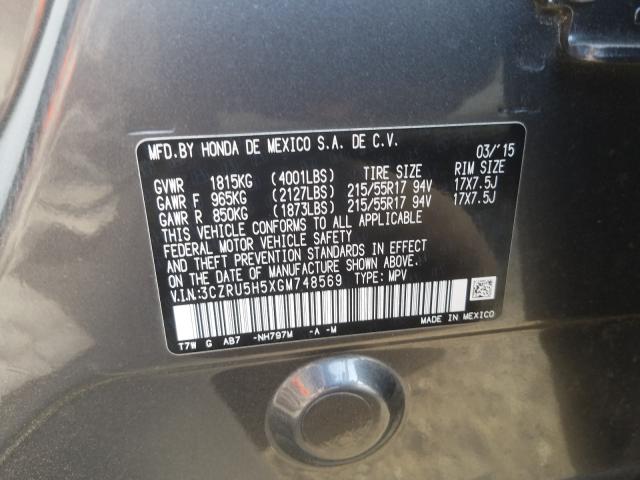 MFD.BY HONDA DE MEXICO S.A. DE C.V. 03/'15
GVWR 1815KG (4001LBS) TIRE SIZE RIM SIZE
GAWR F 965KG (2127LBS) 215/55R17 94V 17X7.5J
GAWR R 850KG (1873LBS) 215/55R17 94V 17X7.5J
THIS VEHICLE CONFORMS TO ALL APPLICABLE
FEDERAL MOTOR VEHICLE SAFETY
AND THEFT PREVENTION STANDARDS IN EFFECT
ON THE DATE OF MANUFACTURE SHOWN ABOVE.
V.I.N.:3CZRU5H5XGM748569 TYPE: MPV
T7W G AB7 -NH797M -A -M MADE IN MEXICO